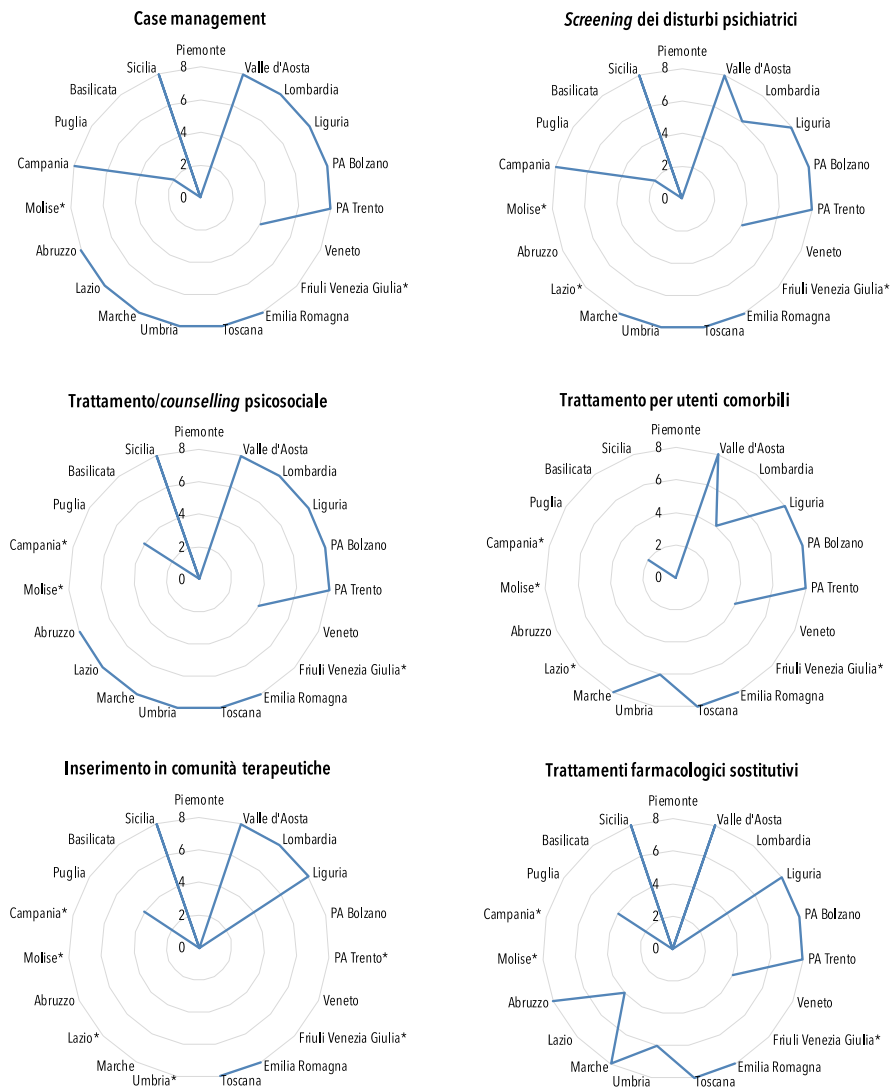 Case management
Piemonte
Valle d'Aosta
Lombardia
Liguria
PA Bolzano
PA Trento
Veneto
Friuli Venezia Giulia*
Emilia Romagna
Toscana
Umbria
Marche
Lazio
Abruzzo
Molise*
Campania
Puglia
Basilicata
Sicilia
8
6
4
2
0
Screening dei disturbi psichiatrici
Piemonte
Valle d'Aosta
Lombardia
Liguria
PA Bolzano
PA Trento
Veneto
Friuli Venezia Giulia*
Emilia Romagna
Toscana
Umbria
Marche
Lazio*
Abruzzo
Molise*
Campania
Puglia
Basilicata
Sicilia
8
6
4
2
0
Trattamento/counselling psicosociale
Piemonte
Valle d'Aosta
Lombardia
Liguria
PA Bolzano
PA Trento
Veneto
Friuli Venezia Giulia*
Emilia Romagna
Toscana
Umbria
Marche
Lazio
Abruzzo
Molise*
Campania*
Puglia
Basilicata
Sicilia
8
6
4
2
0
Trattamento per utenti comorbili
Piemonte
Valle d'Aosta
Lombardia
Liguria
PA Bolzano
PA Trento
Veneto
Friuli Venezia Giulia*
Emilia Romagna
Toscana
Umbria
Marche
Lazio*
Abruzzo
Molise*
Campania*
Puglia
Basilicata
Sicilia
8
6
4
2
0
Inserimento in comunità terapeutiche
Piemonte
Valle d'Aosta
Lombardia
Liguria
PA Bolzano
PA Trento*
Veneto
Friuli Venezia Giulia*
Emilia Romagna
Toscana
Umbria*
Marche
Lazio*
Abruzzo
Molise*
Campania*
Puglia
Basilicata
Sicilia
8
6
4
2
0
Trattamenti farmacologici sostitutivi
Piemonte
Valle d'Aosta
Lombardia
Liguria
PA Bolzano
PA Trento
Veneto
Friuli Venezia Giulia*
Emilia Romagna
Toscana
Umbria
Marche
Lazio
Abruzzo
Molise*
Campania*
Puglia
Basilicata
Sicilia
8
6
4
2
0